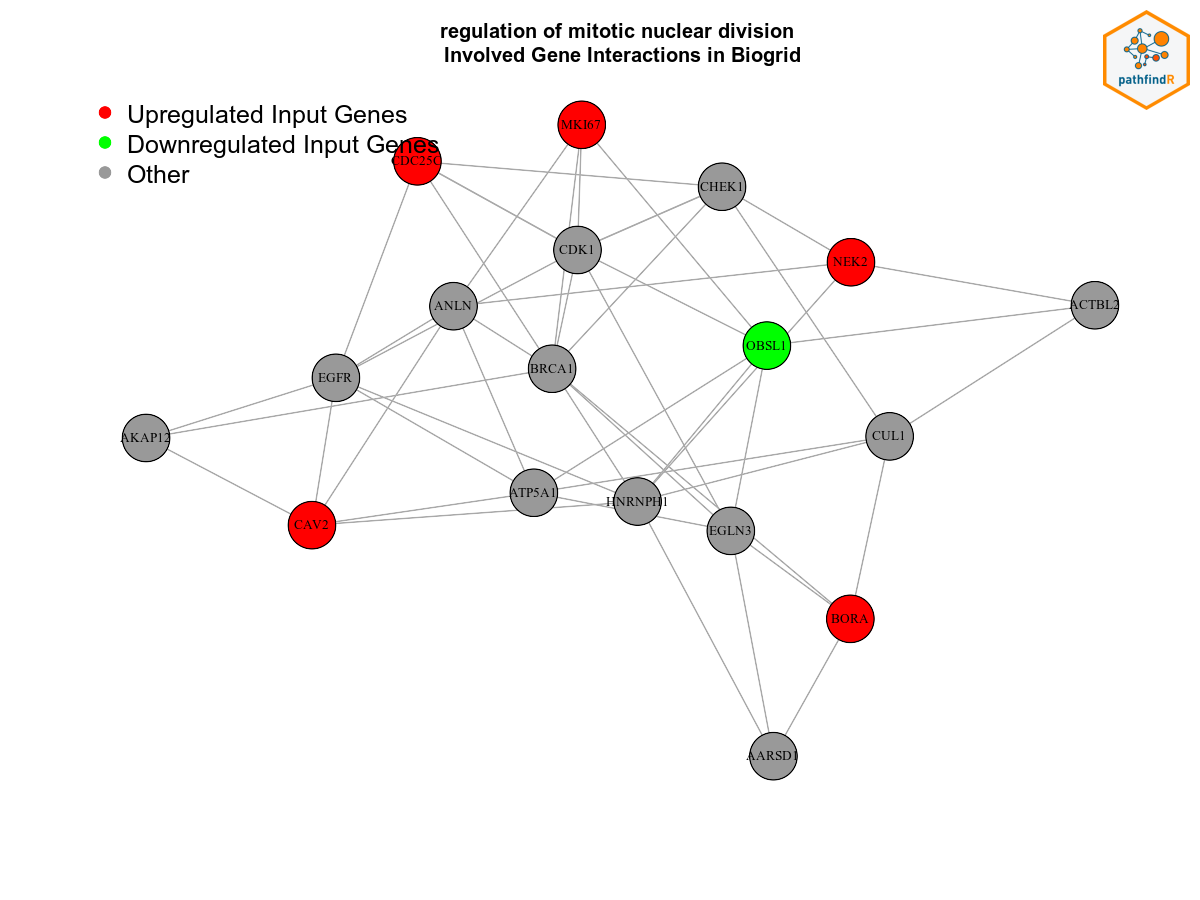 regulation of mitotic nuclear division
Involved Gene Interactions in Biogrid
pathfindR
Upregulated Input Genes
Downregulated Input Genes
Other
MKI67
CDC25C
CHEK1
CDK1
NEK2
ANLN
ACTBL2
OBSL1
BRCA1
EGFR
AKAP12
CUL1
ATP5A1
HNRNPH1
CAV2
EGLN3
BORA
AARSD1